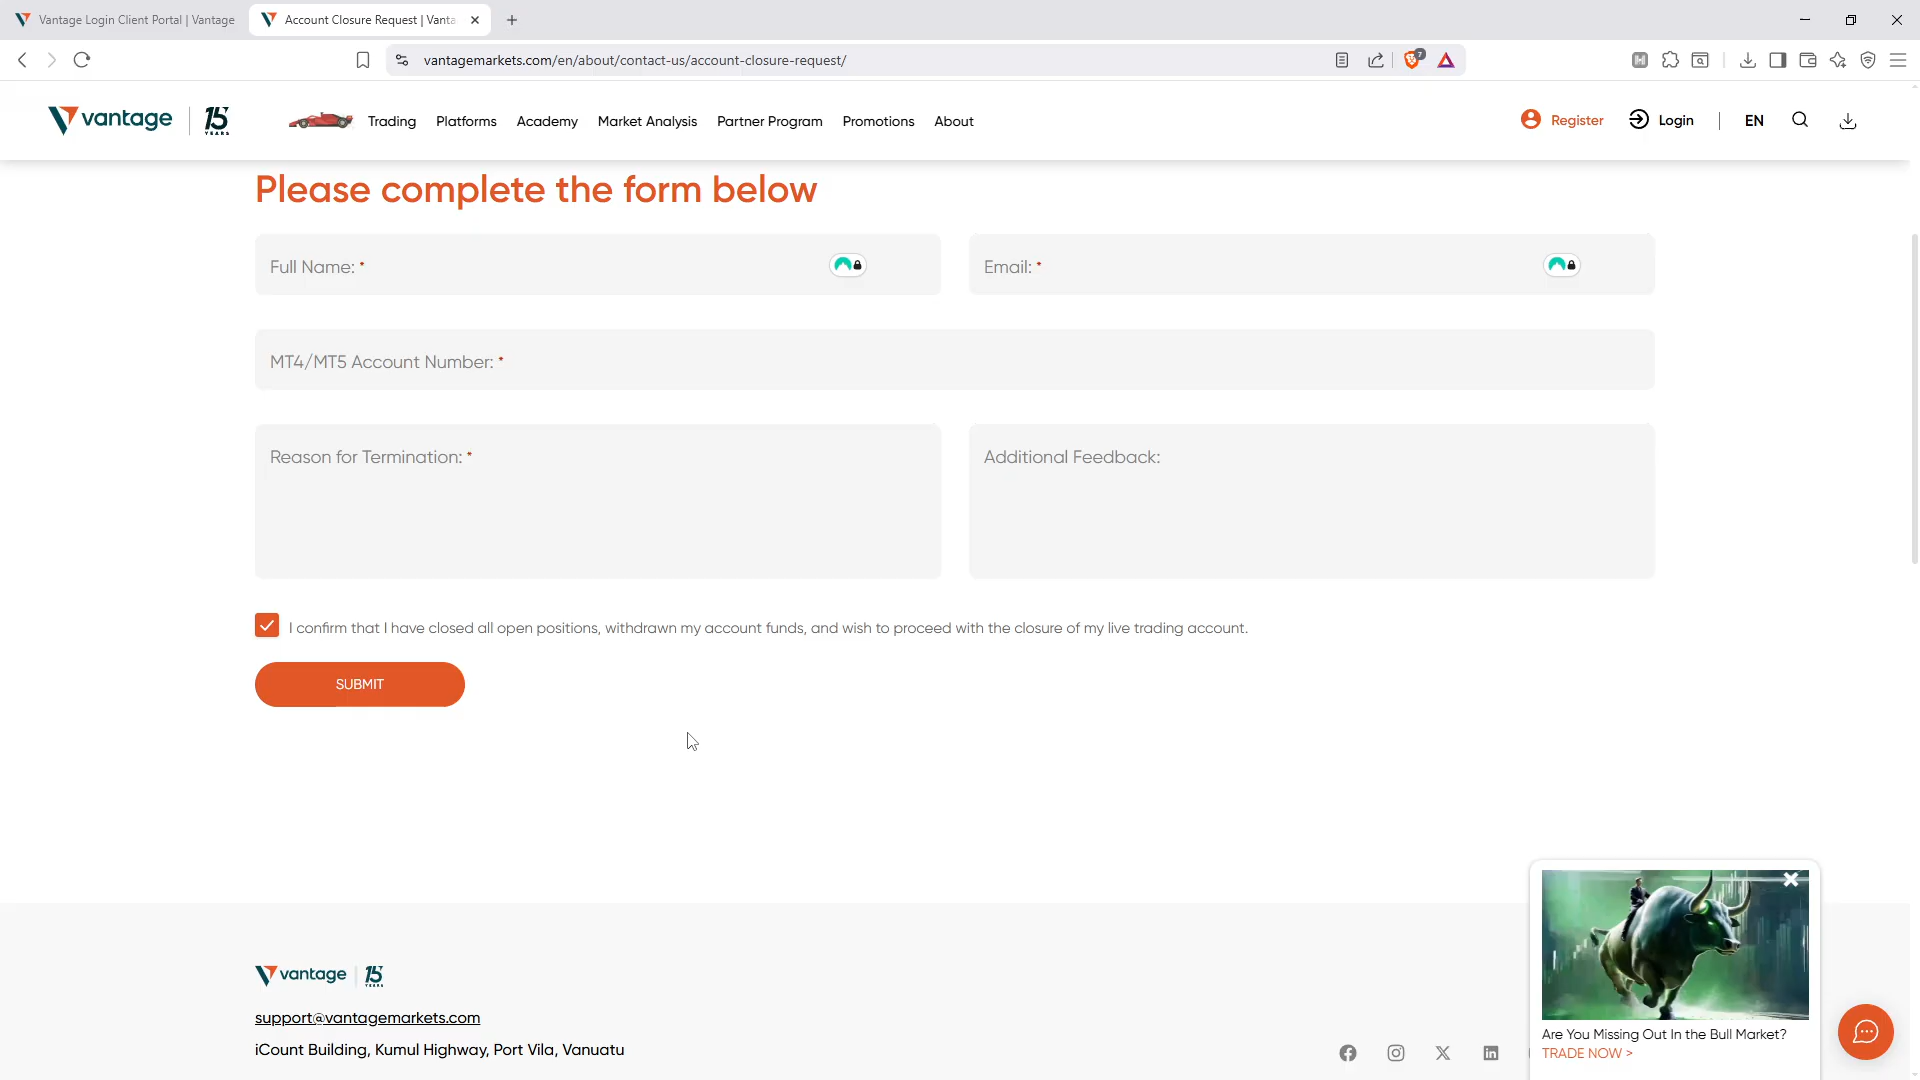 Vantage Login Client Portal | Vantage
Account Closure Request | Vanta
vantagemarkets.com/en/about/contact-us/account-closure-request/
7
vantage
15
YEARS
Trading
Platforms
Academy
Market Analysis
Partner Program
Promotions
About
Register
Login
EN
Please complete the form below
Full Name: *
Email: *
MT4/MT5 Account Number: *
Reason for Termination: *
Additional Feedback:
I confirm that I have closed all open positions, withdrawn my account funds, and wish to proceed with the closure of my live trading account.
SUBMIT
vantage
15
YEARS
support@vantagemarkets.com
iCount Building, Kumul Highway, Port Vila, Vanuatu
Are You Missing Out In the Bull Market?
TRADE NOW >